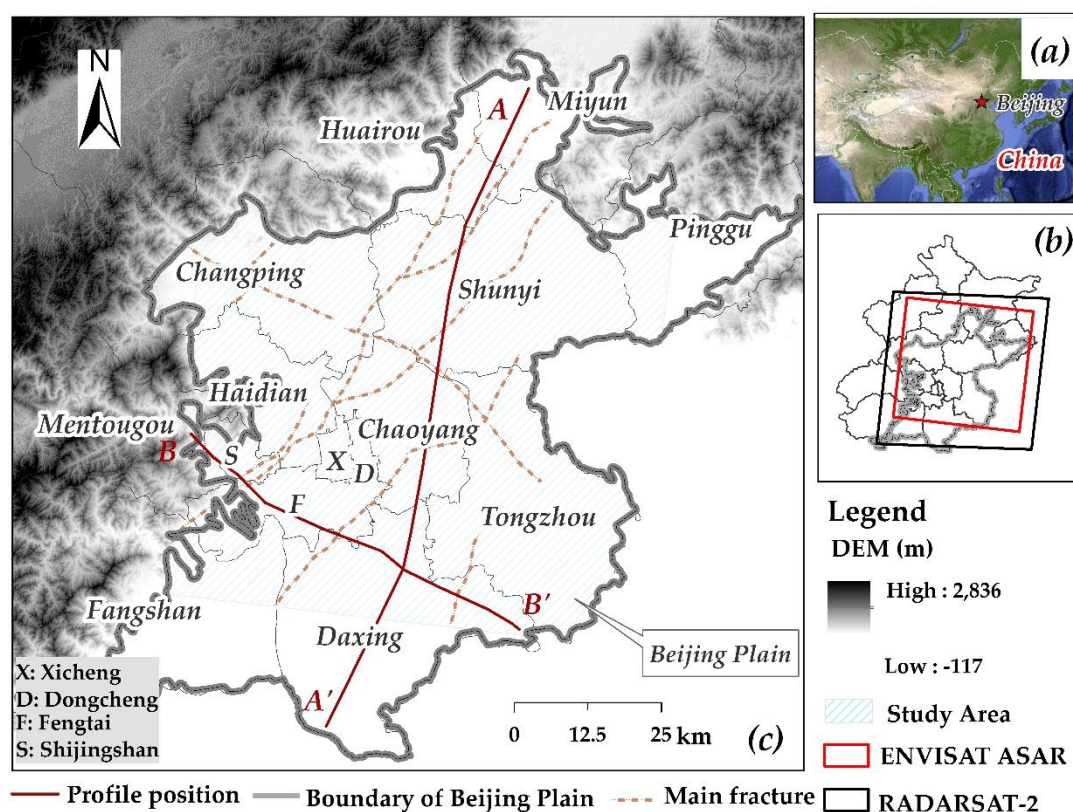 N
A
Miyun
Huairou
Pinggu
Changping
Shunyi
Haidian
Mentougou
Chaoyang
B
S
X
D
F
Tongzhou
Fangshan
B'
Daxing
Beijing Plain
A'
X: Xicheng
D: Dongcheng
F: Fengtai
S: Shijingshan
0 12.5 25 km
(c)
(a)
Beijing
China
(b)
Legend
DEM (m)
High : 2,836
Low : -117
Study Area
ENVISAT ASAR
RADARSAT-2
Profile position
Boundary of Beijing Plain
Main fracture